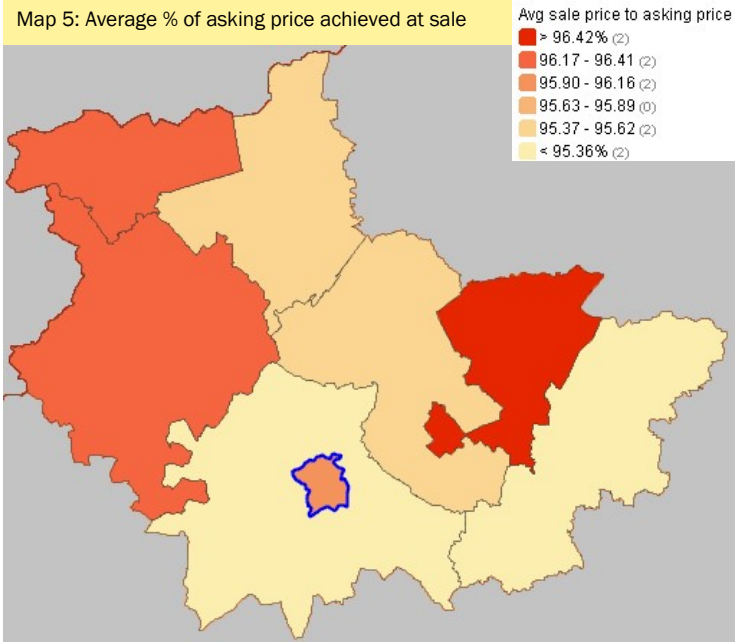 Map 5: Average % of asking price achieved at sale
Avg sale price to asking price
> 96.42% (2)
96.17 - 96.41 (2)
95.90 - 96.16 (2)
95.63 - 95.89 (0)
95.37 - 95.62 (2)
< 95.36% (2)